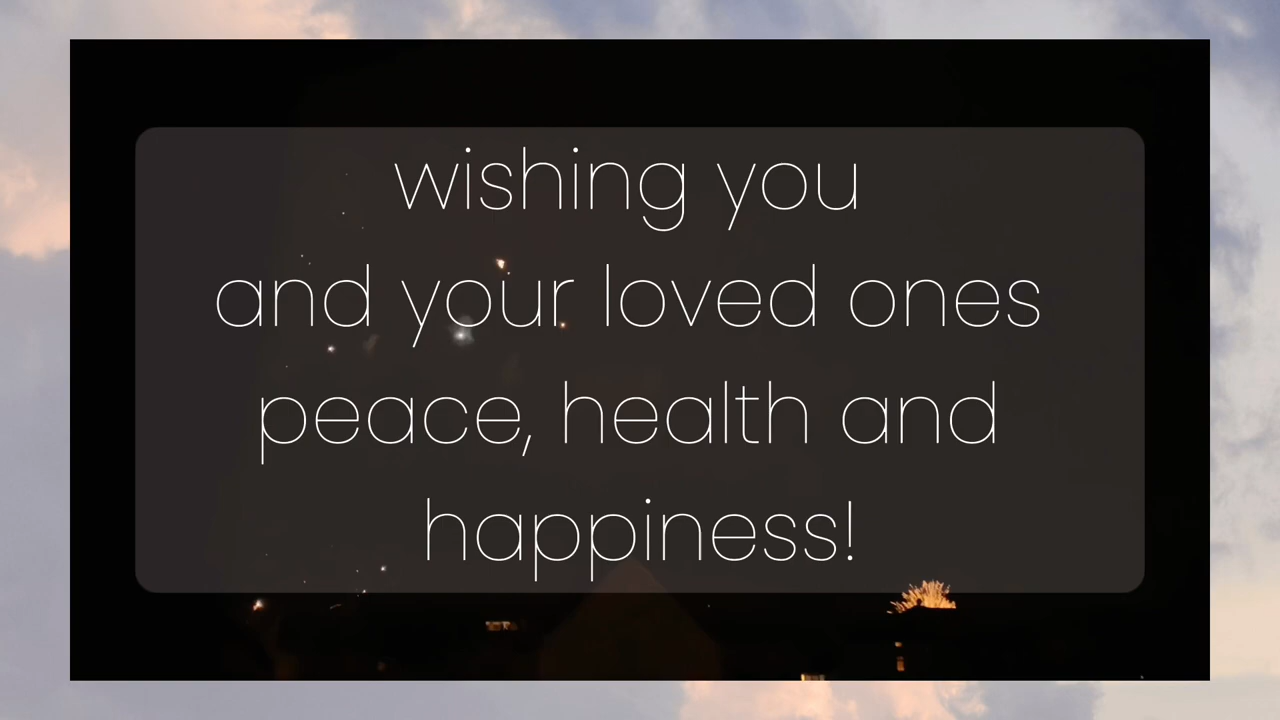 wishing you
and your loved ones
peace, health and
happiness!